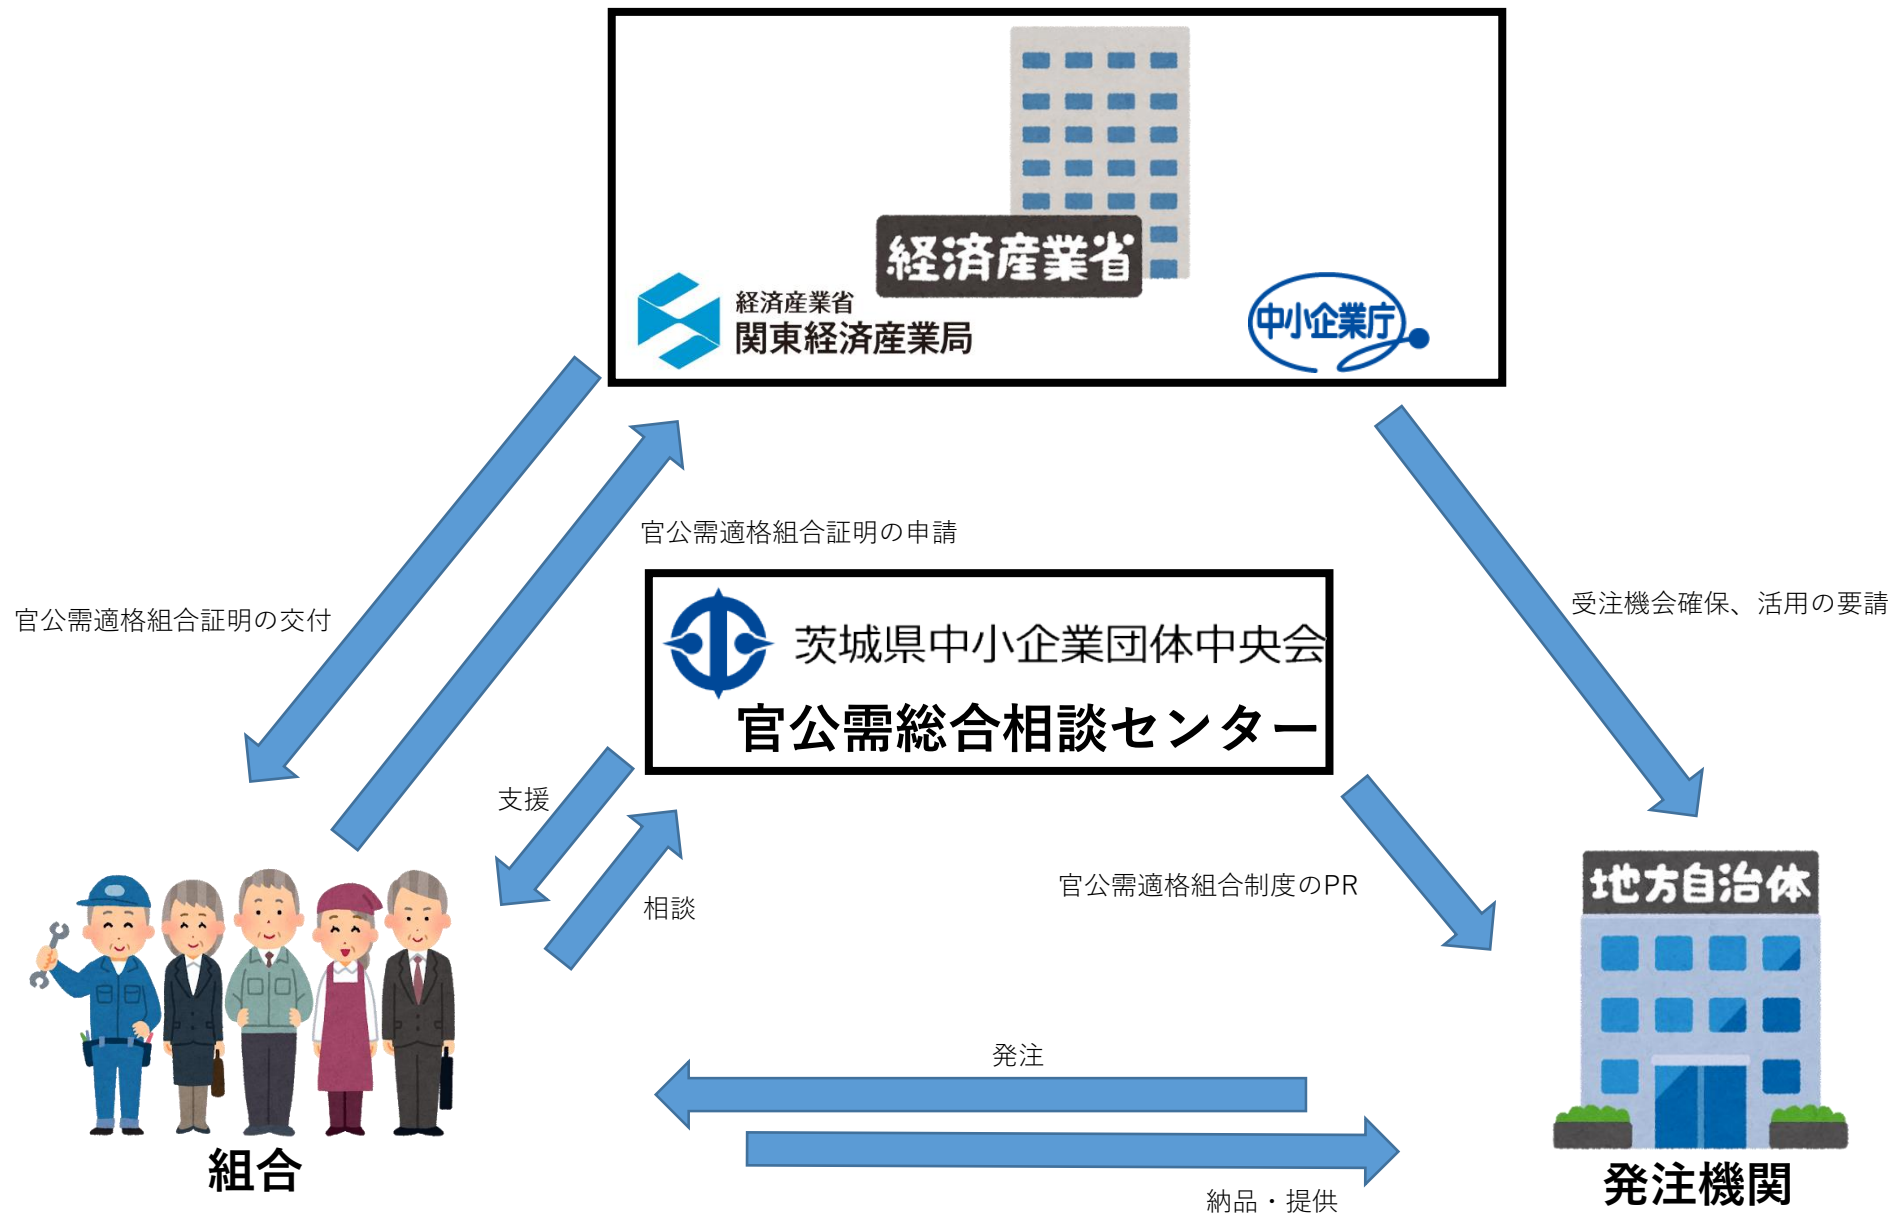 経済産業省
経済産業省
関東経済産業局
中小企業庁
官公需適格組合証明の申請
官公需適格組合証明の交付
受注機会確保、活用の要請
茨城県中小企業団体中央会
官公需総合相談センター
支援
相談
官公需適格組合制度のPR
地方自治体
発注
組合
発注機関
納品・提供